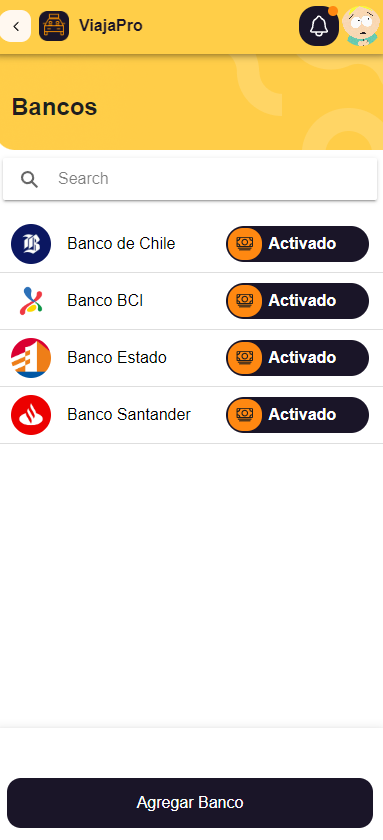 ViajaPro
Bancos
Search
Banco de Chile Activado
Banco BCI Activado
Banco Estado Activado
Banco Santander Activado
Agregar Banco